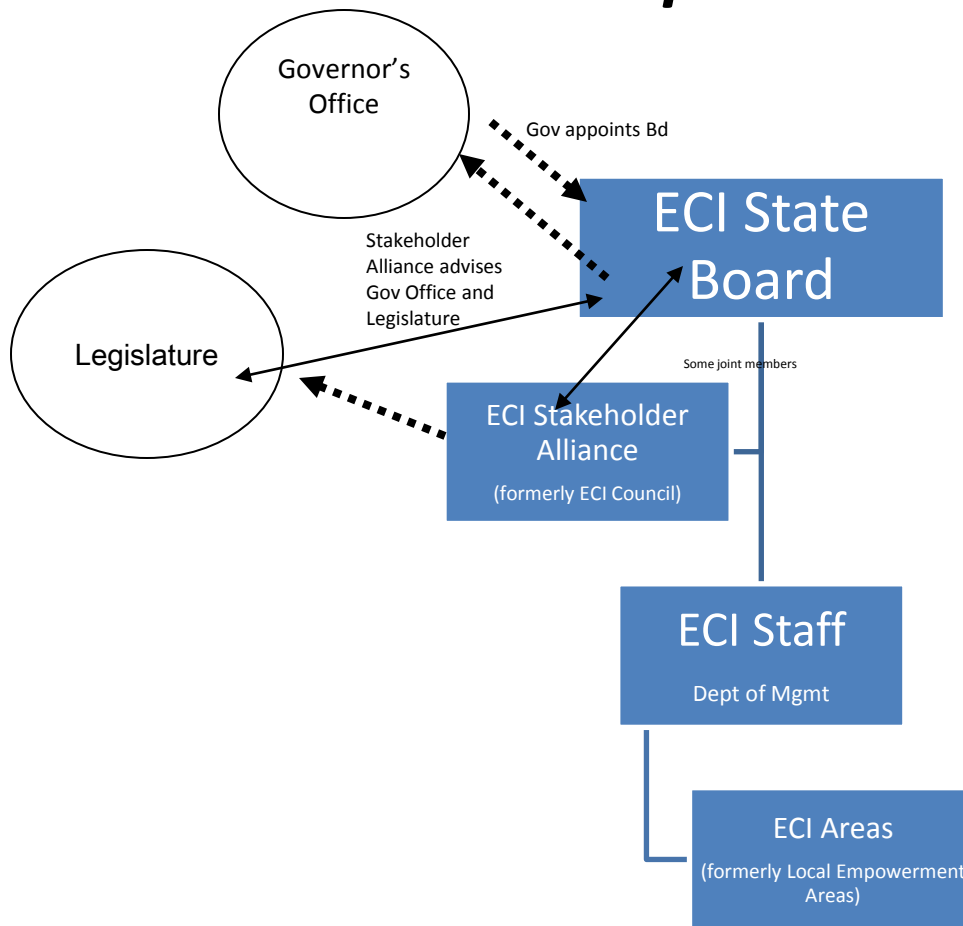 Governor's
Office
Gov appoints Bd
ECI State
Board
Stakeholder
Alliance advises
Gov Office and
Legislature
Legislature
Some joint members
ECI Stakeholder
Alliance
(formerly ECI Council)
ECI Staff
Dept of Mgmt
ECI Areas
(formerly Local Empowerment
Areas)